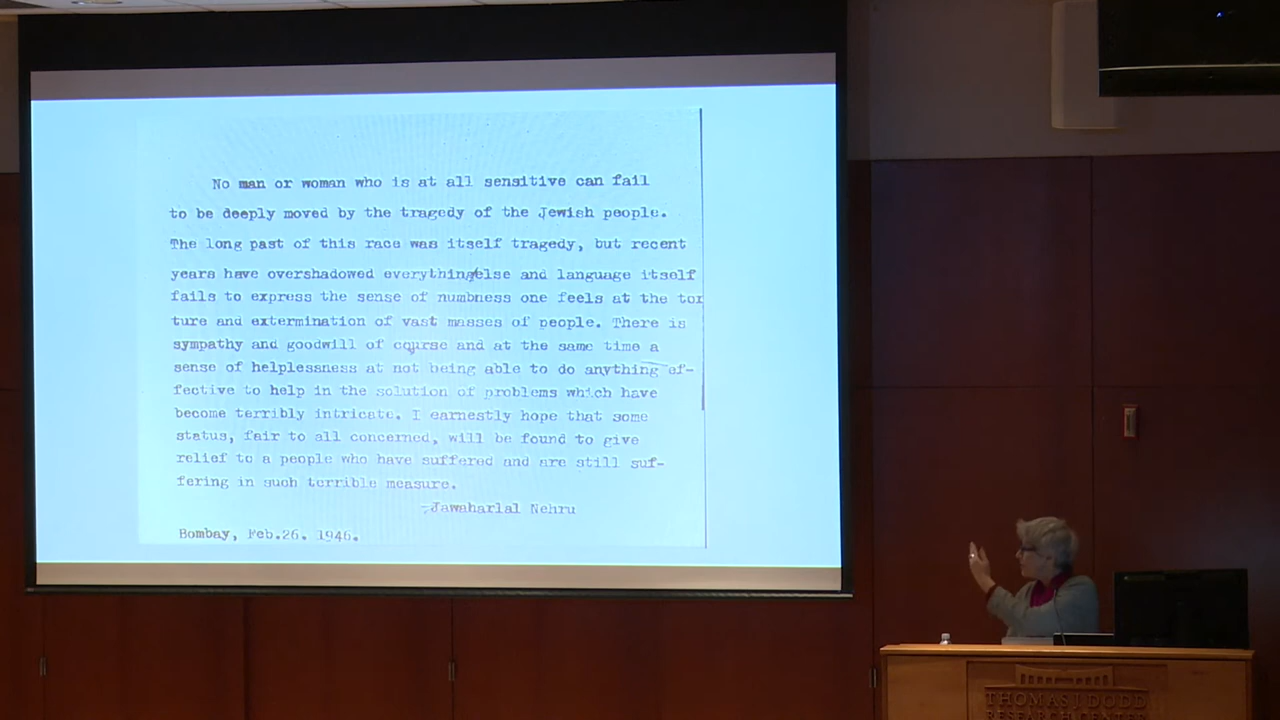 No man or woman who is at all sensitive can fail
to be deeply moved by the tragedy of the Jewish people.
The long past of this race was itself tragedy, but recent
years have overshadowed everything/else and language itself
fails to express the sense of numbness one feels at the tor
ture and extermination of vast masses of people. There is
sympathy and goodwill of course and at the same time a
sense of helplessness at not being able to do anything ef-
fective to help in the solution of problems which have
become terribly intricate. I earnestly hope that some
status, fair to all concerned, will be found to give
relief to a people who have suffered and are still suf-
fering in such terrible measure.
-Jawaharlal Nehru
Bombay, Feb.26. 1946.
THOMAS J. DODD
RESEARCH